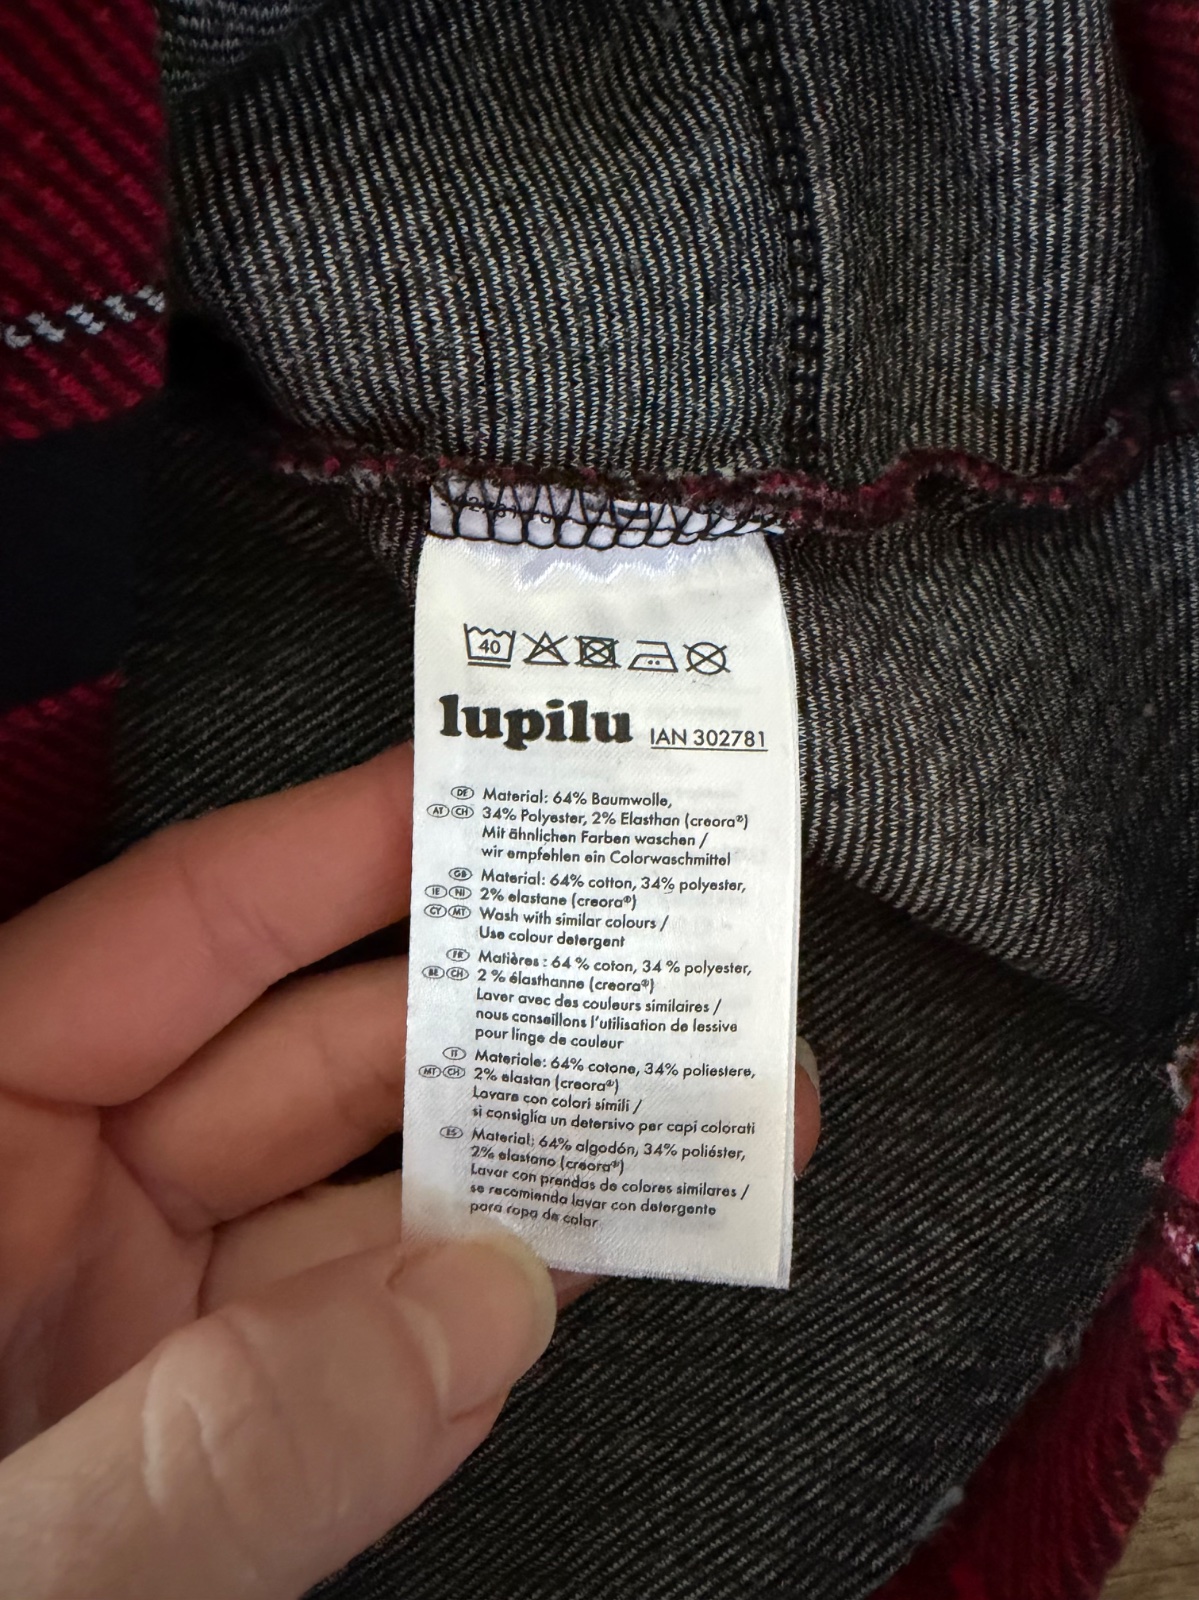 40
lupilu IAN 302781
DE Material: 64% Baumwolle,
AT CH 34% Polyester, 2% Elasthan (creora®)
Mit ähnlichen Farben waschen /
wir empfehlen ein Colorwaschmittel
GB Material: 64% cotton, 34% polyester,
IE NI 2% elastane (creora®)
CY MT Wash with similar colours /
Use colour detergent
FR Matières : 64 % coton, 34 % polyester,
BE CH 2 % élasthanne (creora®)
Laver avec des couleurs similaires /
nous conseillons l'utilisation de lessive
pour linge de couleur
IT Materiale: 64% cotone, 34% poliestere,
MT CH 2% elastan (creora®)
Lavare con colori simili /
si consiglia un detersivo per capi colorati
ES Material: 64% algodón, 34% poliéster,
2% elastano (creora®)
Lavar con prendas de colores similares /
se recomienda lavar con detergente
para ropa de color